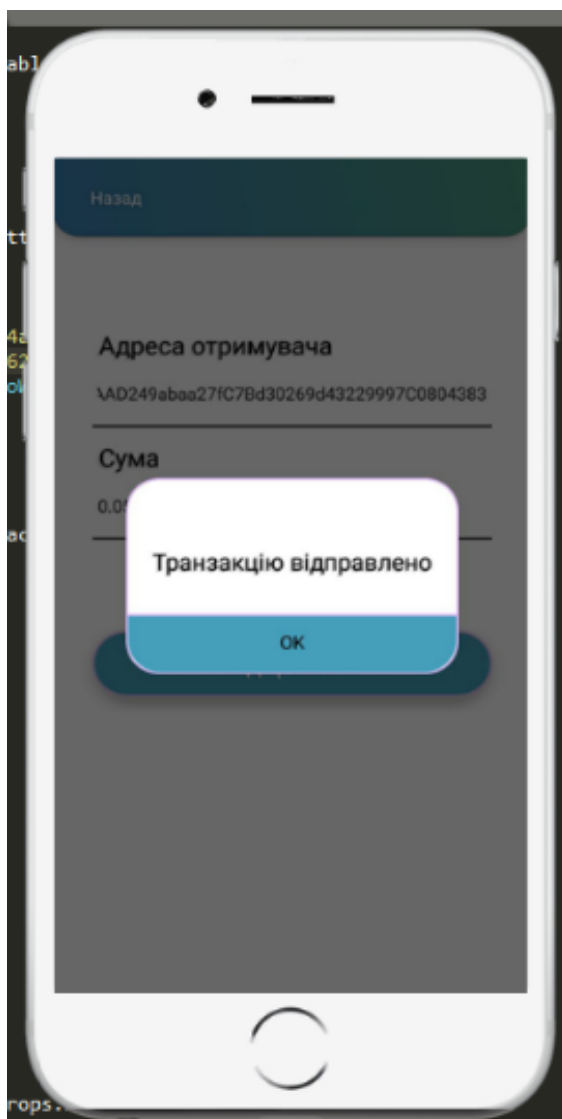 Назад
Адреса отримувача
AD249abaa27fC7Bd30269d43229997C0804383
Сума
Транзакцію відправлено
OK